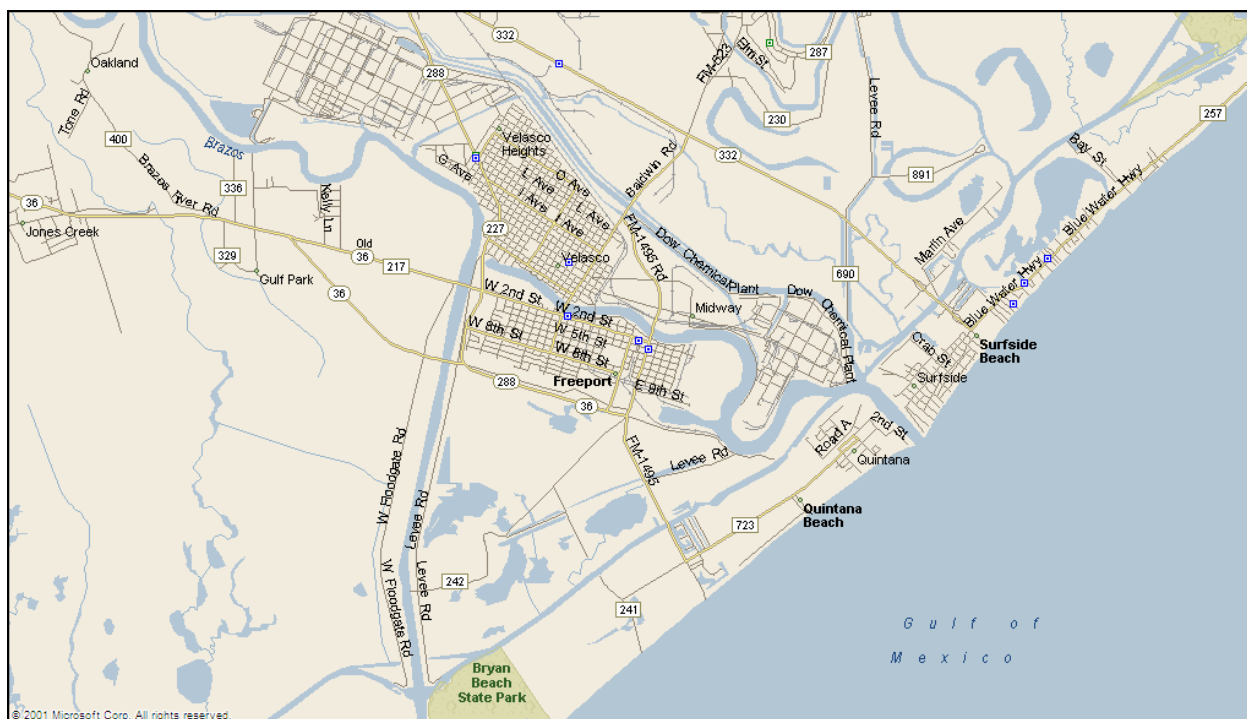 332
287
Elm St
FM-523
288
Oakland
257
Levee Rd
230
Tone Rd
400
Brazos
Velasco
Heights
332
Bay St
G Ave
O Ave
Baldwin Rd
891
Brazos River Rd
336
Kelly Ln
L Ave
L Ave
I Ave
I Ave
Blue Water Hwy
36
Jones Creek
227
FM-1495 Rd
Dow Chemical Plant
Marlin Ave
Old
36
217
329
Gulf Park
Velasco
690
Dow Chemical Plant
Blue Water Hwy
36
W 2nd St
W 2nd St
Midway
W 8th St
W 5th St
W 8th St
Surfside
Beach
Crab St
Surfside
Freeport
E 9th St
288
36
2nd St
Road A
W Floodgate Rd
FM-1495
Levee Rd
Quintana
Levee Rd
Quintana
Beach
723
W Floodgate Rd
Levee Rd
242
241
Gulf of
Mexico
Bryan
Beach
State Park
© 2001 Microsoft Corp. All rights reserved.